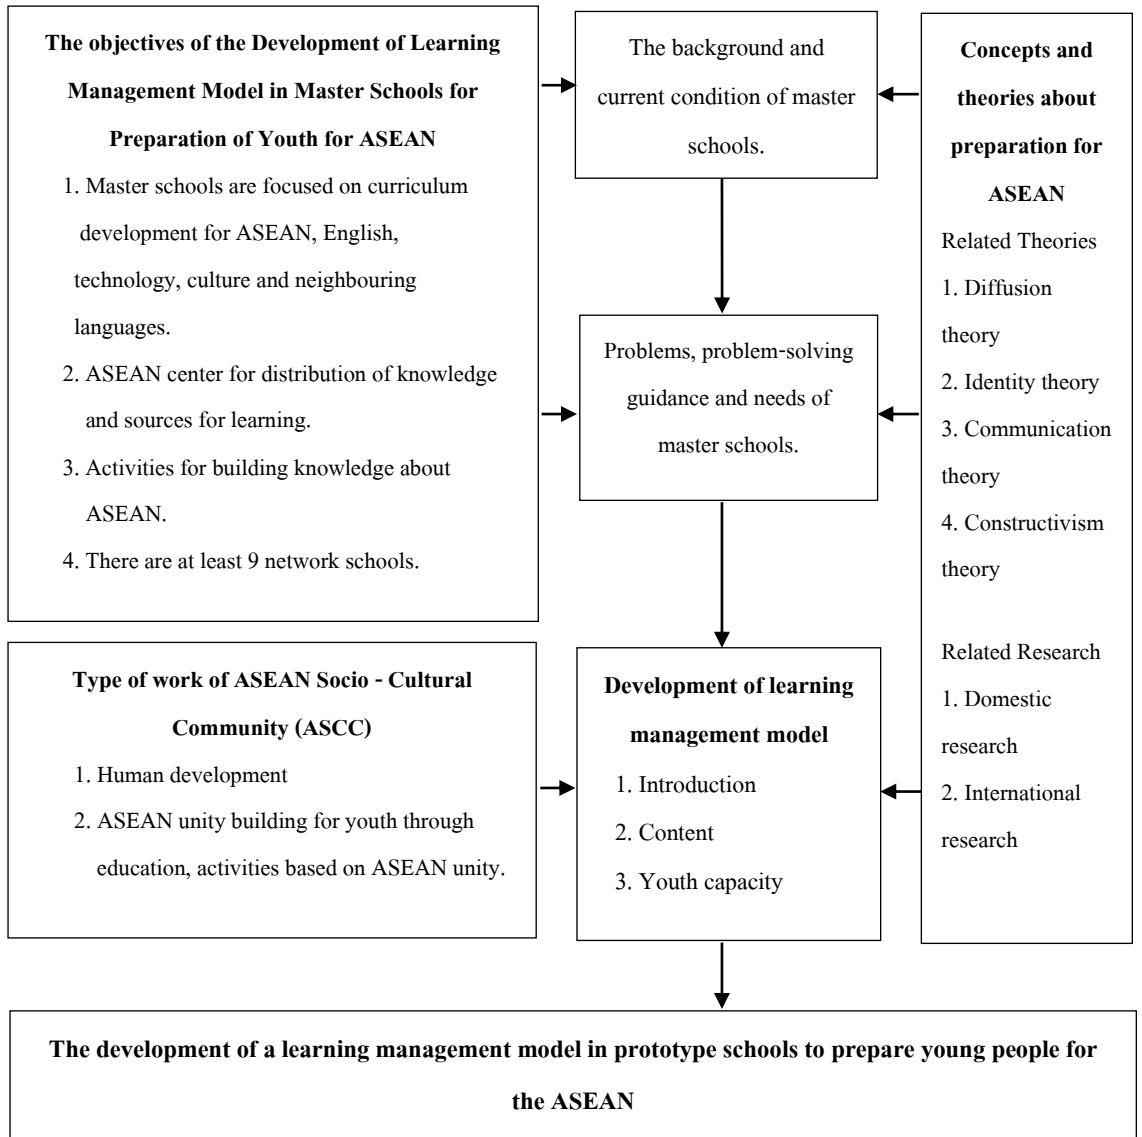 The objectives of the Development of Learning
Management Model in Master Schools for
Preparation of Youth for ASEAN
1. Master schools are focused on curriculum
development for ASEAN, English,
technology, culture and neighbouring
languages.
2. ASEAN center for distribution of knowledge
and sources for learning.
3. Activities for building knowledge about
ASEAN.
4. There are at least 9 network schools.
Type of work of ASEAN Socio - Cultural
Community (ASCC)
1. Human development
2. ASEAN unity building for youth through
education, activities based on ASEAN unity.
The background and
current condition of master
schools.
Problems, problem-solving
guidance and needs of
master schools.
Development of learning
management model
1. Introduction
2. Content
3. Youth capacity
Concepts and
theories about
preparation for
ASEAN
Related Theories
1. Diffusion
theory
2. Identity theory
3. Communication
theory
4. Constructivism
theory
Related Research
1. Domestic
research
2. International
research
The development of a learning management model in prototype schools to prepare young people for
the ASEAN